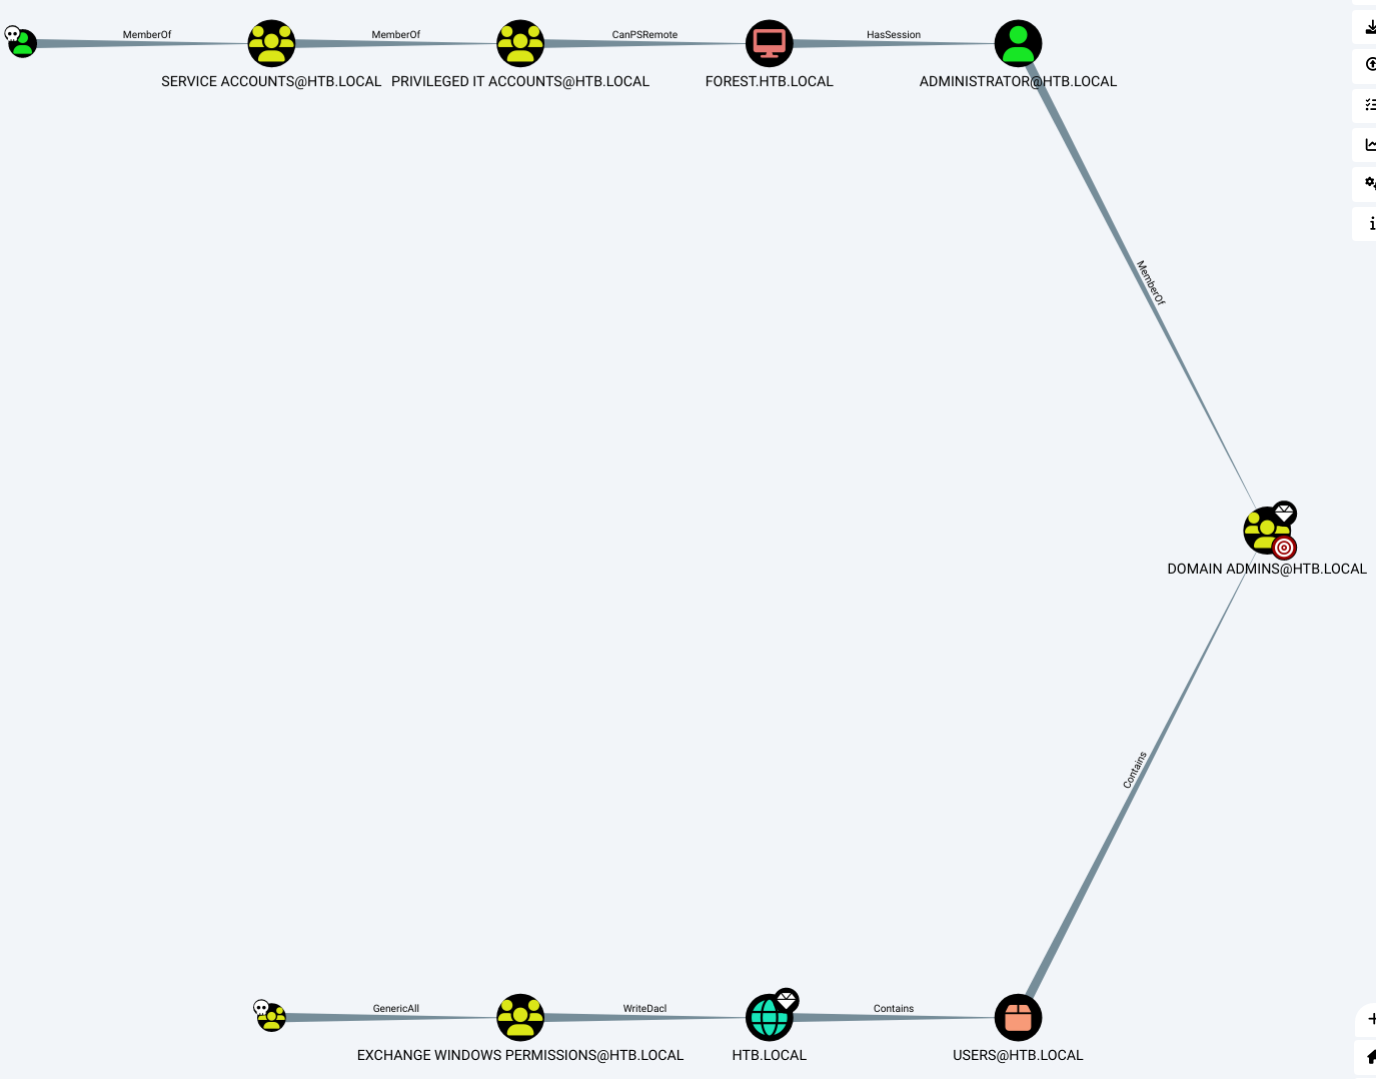 MemberOf
MemberOf
CanPSRemote
HasSession
SERVICE ACCOUNTS@HTB.LOCAL
PRIVILEGED IT ACCOUNTS@HTB.LOCAL
FOREST.HTB.LOCAL
ADMINISTRATOR@HTB.LOCAL
MemberOf
DOMAIN ADMINS@HTB.LOCAL
Contains
GenericAll
WriteDacl
Contains
EXCHANGE WINDOWS PERMISSIONS@HTB.LOCAL
HTB.LOCAL
USERS@HTB.LOCAL